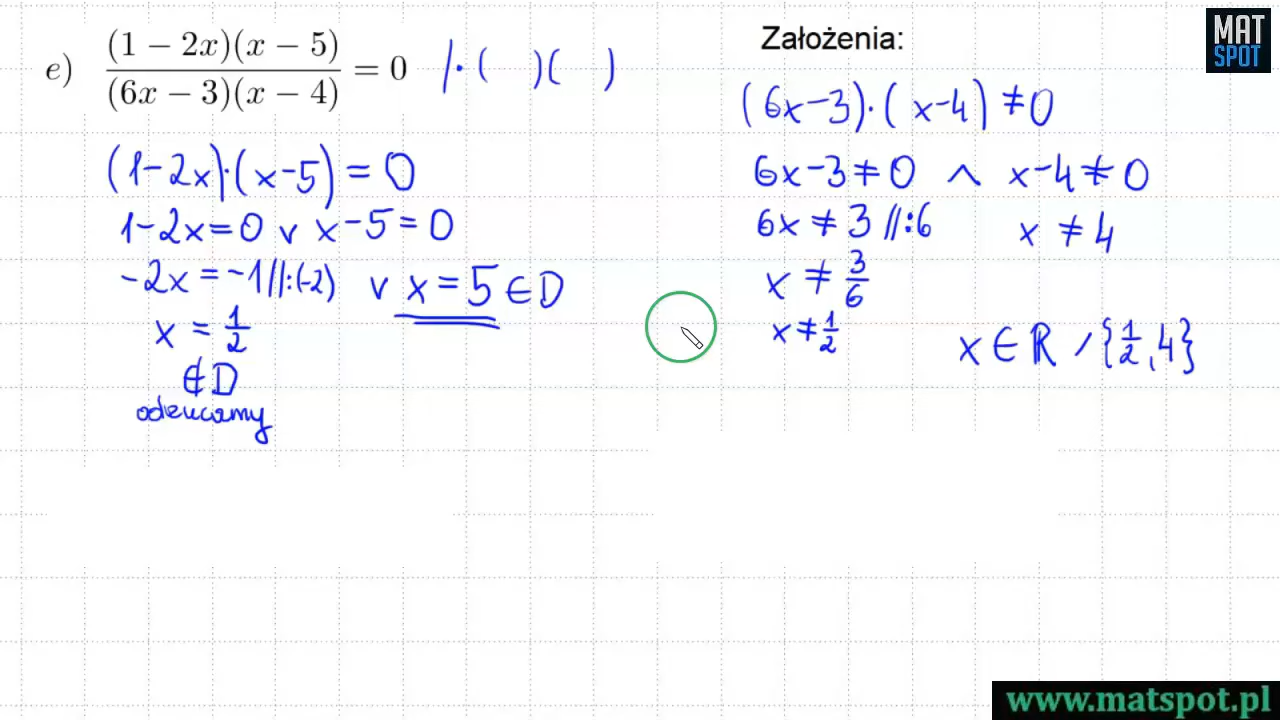 e) (1 − 2x)(x − 5) / (6x − 3)(x − 4) = 0 /·( )( )
(1−2x)·(x−5) = 0
1−2x=0 ∨ x−5=0
−2x = −1 //:(−2) ∨ x = 5 ∈ D
x = 1/2
∉ D
odrzucamy
Założenia:
(6x−3)·(x−4) ≠ 0
6x−3≠0 ∧ x−4≠0
6x ≠ 3 //:6 x ≠ 4
x ≠ 3/6
x ≠ 1/2
x ∈ ℝ / {1/2, 4}
MAT
SPOT
www.matspot.pl